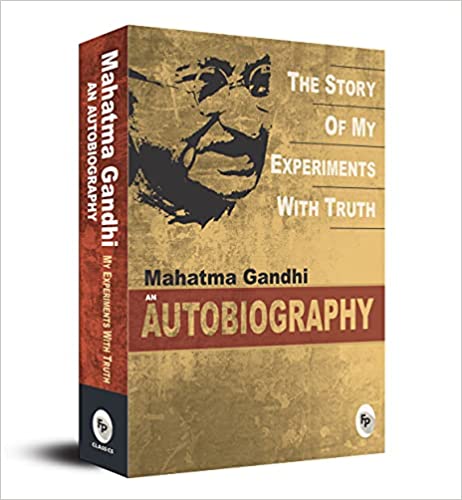 THE STORY
OF MY
EXPERIMENTS
WITH TRUTH
Mahatma Gandhi
AN
AUTOBIOGRAPHY
FP
Mahatma Gandhi
AN AUTOBIOGRAPHY
MY EXPERIMENTS WITH TRUTH
FP
CLASSICS